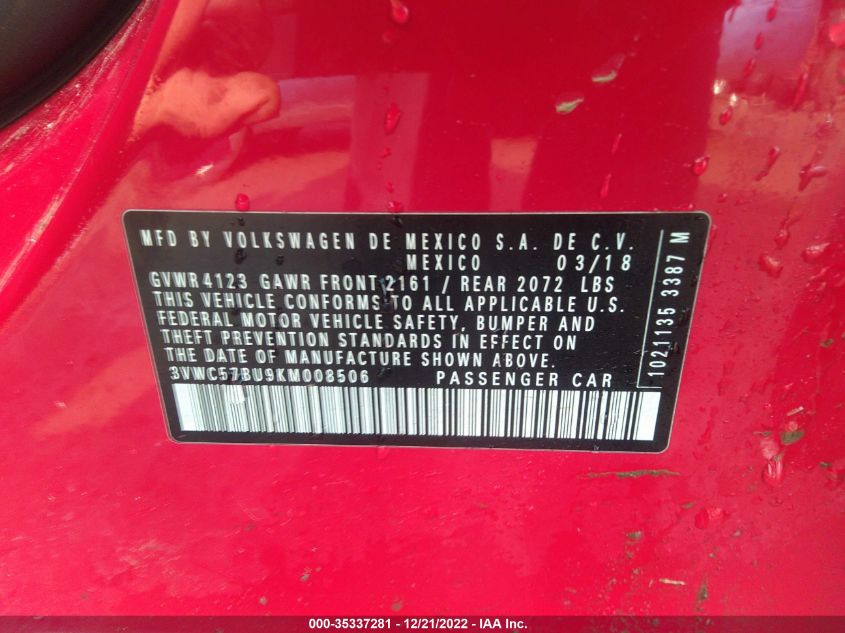 MFD BY VOLKSWAGEN DE MEXICO S.A. DE C.V.
MEXICO 03/18
GVWR 4123 GAWR FRONT 2161 / REAR 2072 LBS
THIS VEHICLE CONFORMS TO ALL APPLICABLE U.S.
FEDERAL MOTOR VEHICLE SAFETY, BUMPER AND
THEFT PREVENTION STANDARDS IN EFFECT ON
THE DATE OF MANUFACTURE SHOWN ABOVE.
3VWC57BU9KM008506 PASSENGER CAR
1021135 3387 M
000-35337281 - 12/21/2022 - IAA Inc.